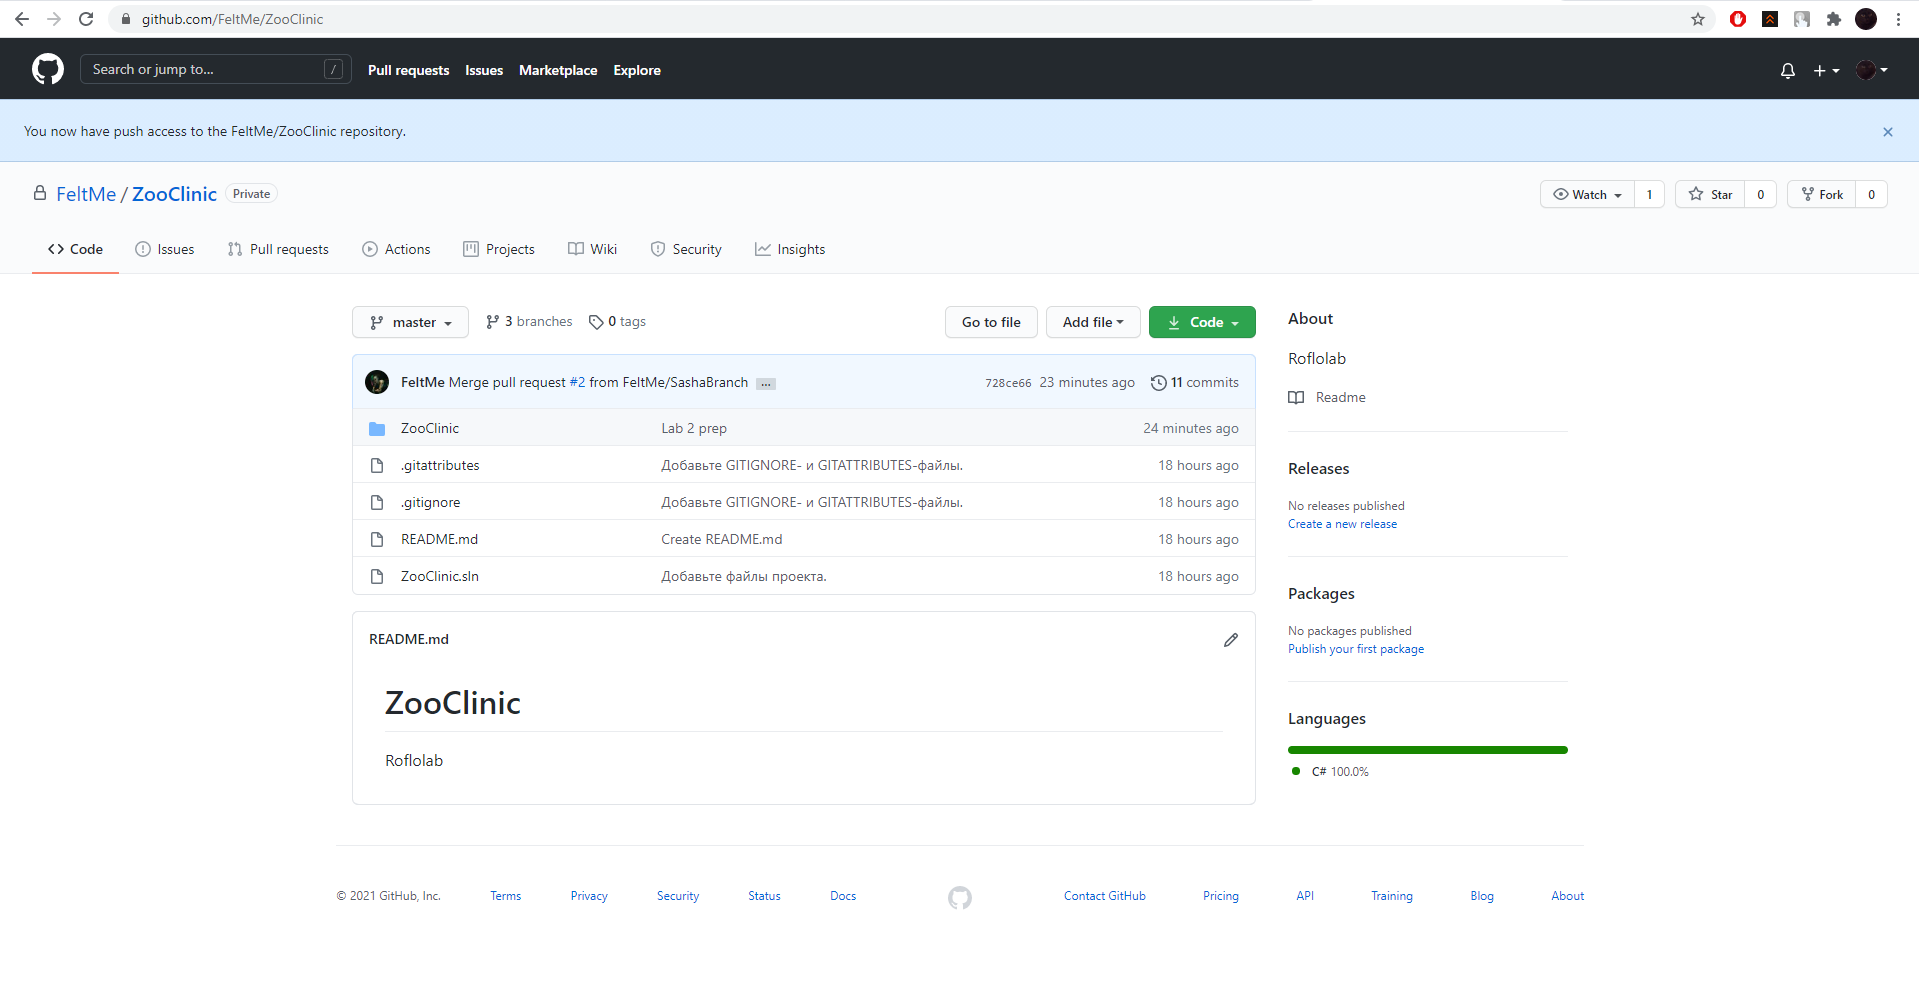 github.com/FeltMe/ZooClinic
Search or jump to... /
Pull requests Issues Marketplace Explore
You now have push access to the FeltMe/ZooClinic repository.
FeltMe / ZooClinic Private
Watch 1 Star 0 Fork 0
Code Issues Pull requests Actions Projects Wiki Security Insights
master 3 branches 0 tags Go to file Add file Code
FeltMe Merge pull request #2 from FeltMe/SashaBranch ... 728ce66 23 minutes ago 11 commits
ZooClinic Lab 2 prep 24 minutes ago
.gitattributes Добавьте GITIGNORE- и GITATTRIBUTES-файлы. 18 hours ago
.gitignore Добавьте GITIGNORE- и GITATTRIBUTES-файлы. 18 hours ago
README.md Create README.md 18 hours ago
ZooClinic.sln Добавьте файлы проекта. 18 hours ago
README.md
ZooClinic
Roflolab
About
Roflolab
Readme
Releases
No releases published
Create a new release
Packages
No packages published
Publish your first package
Languages
C# 100.0%
© 2021 GitHub, Inc. Terms Privacy Security Status Docs Contact GitHub Pricing API Training Blog About